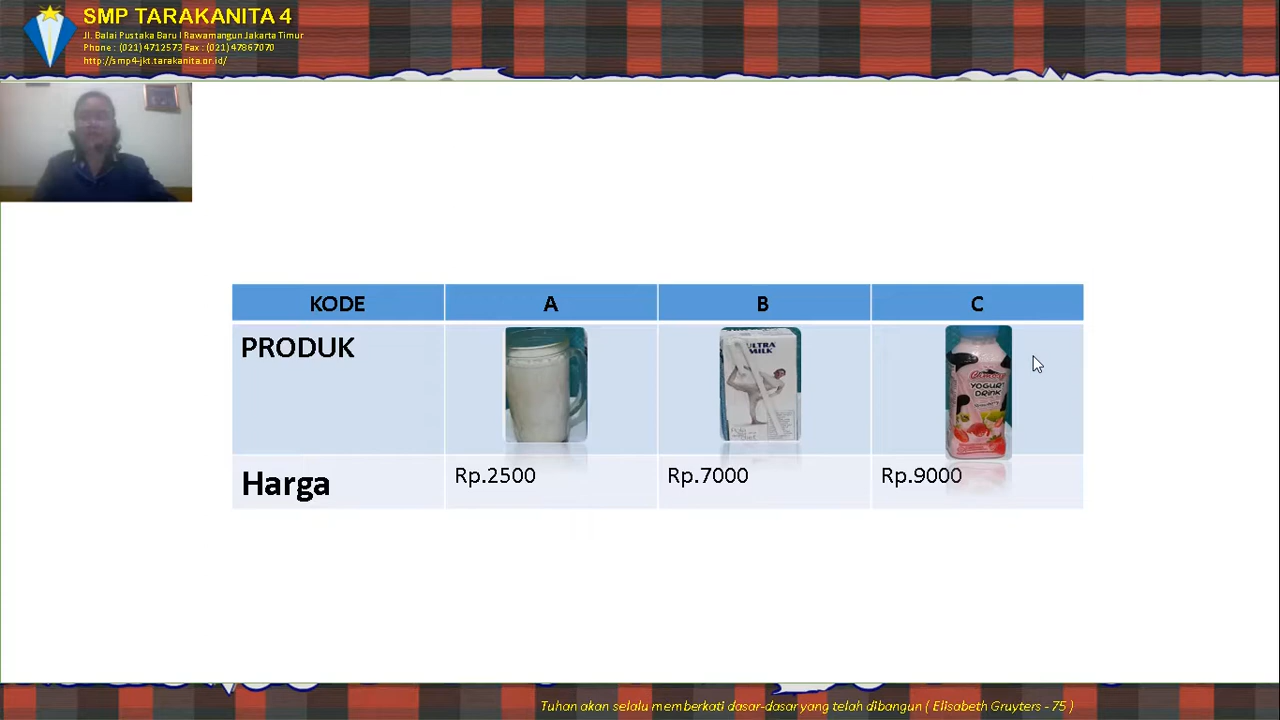 SMP TARAKANITA 4
Jl. Balai Pustaka Baru I Rawamangun Jakarta Timur
Phone : (021) 4712573 Fax : (021) 47867070
http://smp4-jkt.tarakanita.or.id/
KODE A B C
PRODUK
ULTRA
MILK
Cimory
YOGURT
DRINK
Harga Rp.2500 Rp.7000 Rp.9000
Tuhan akan selalu memberkati dasar-dasar yang telah dibangun ( Elisabeth Gruyters - 75 )